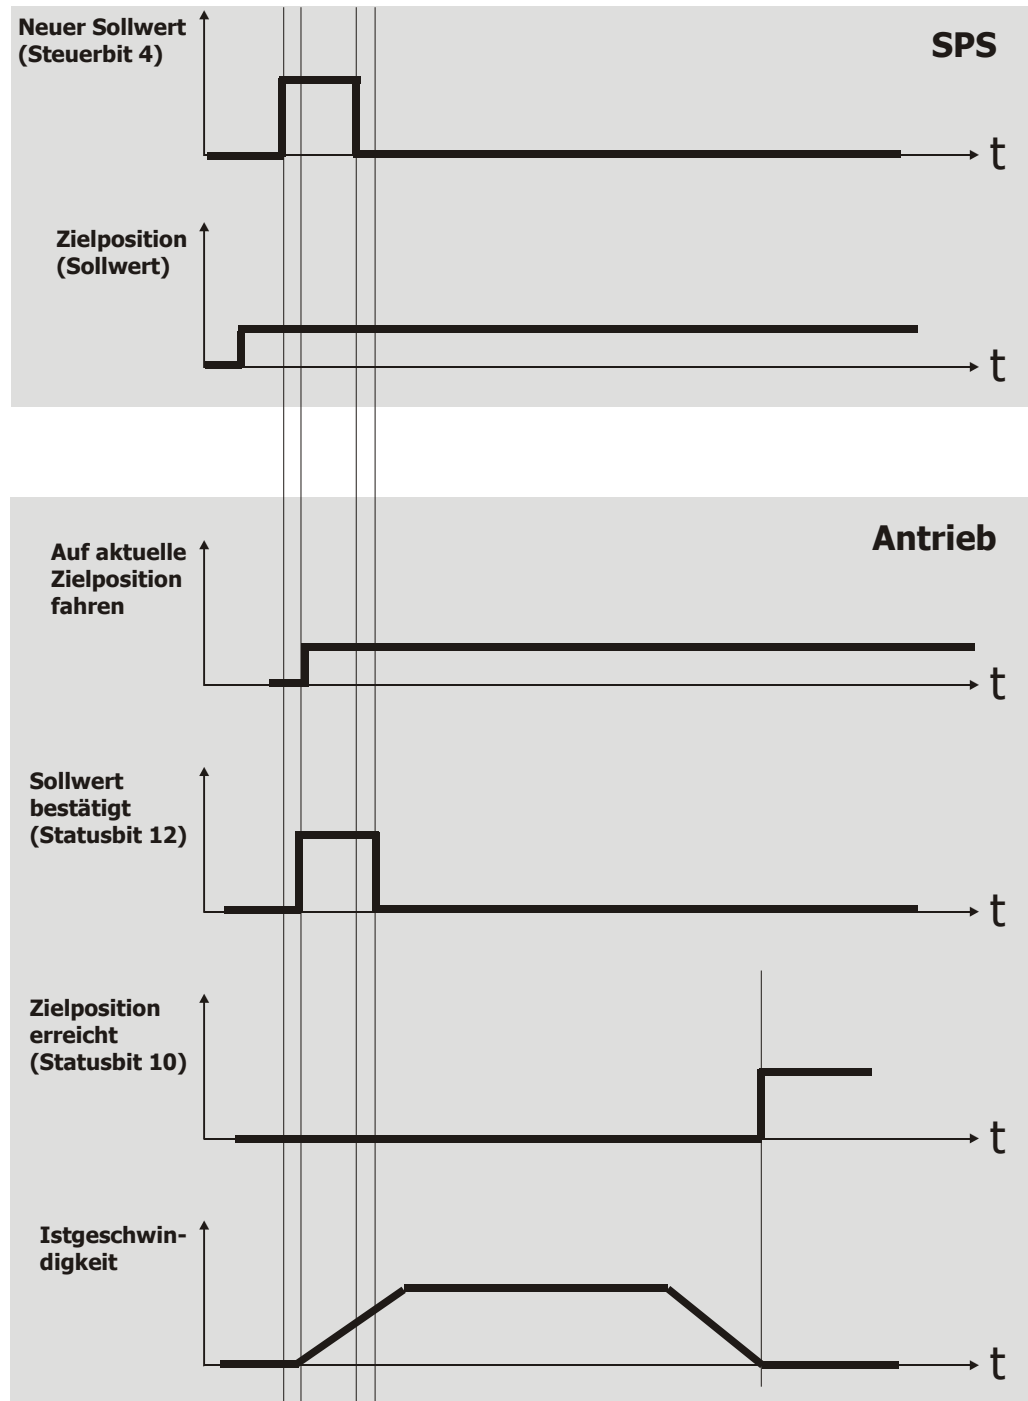 Neuer Sollwert
(Steuerbit 4)
SPS
t
Zielposition
(Sollwert)
t
Antrieb
Auf aktuelle
Zielposition
fahren
t
Sollwert
bestätigt
(Statusbit 12)
t
Zielposition
erreicht
(Statusbit 10)
t
Istgeschwin-
digkeit
t